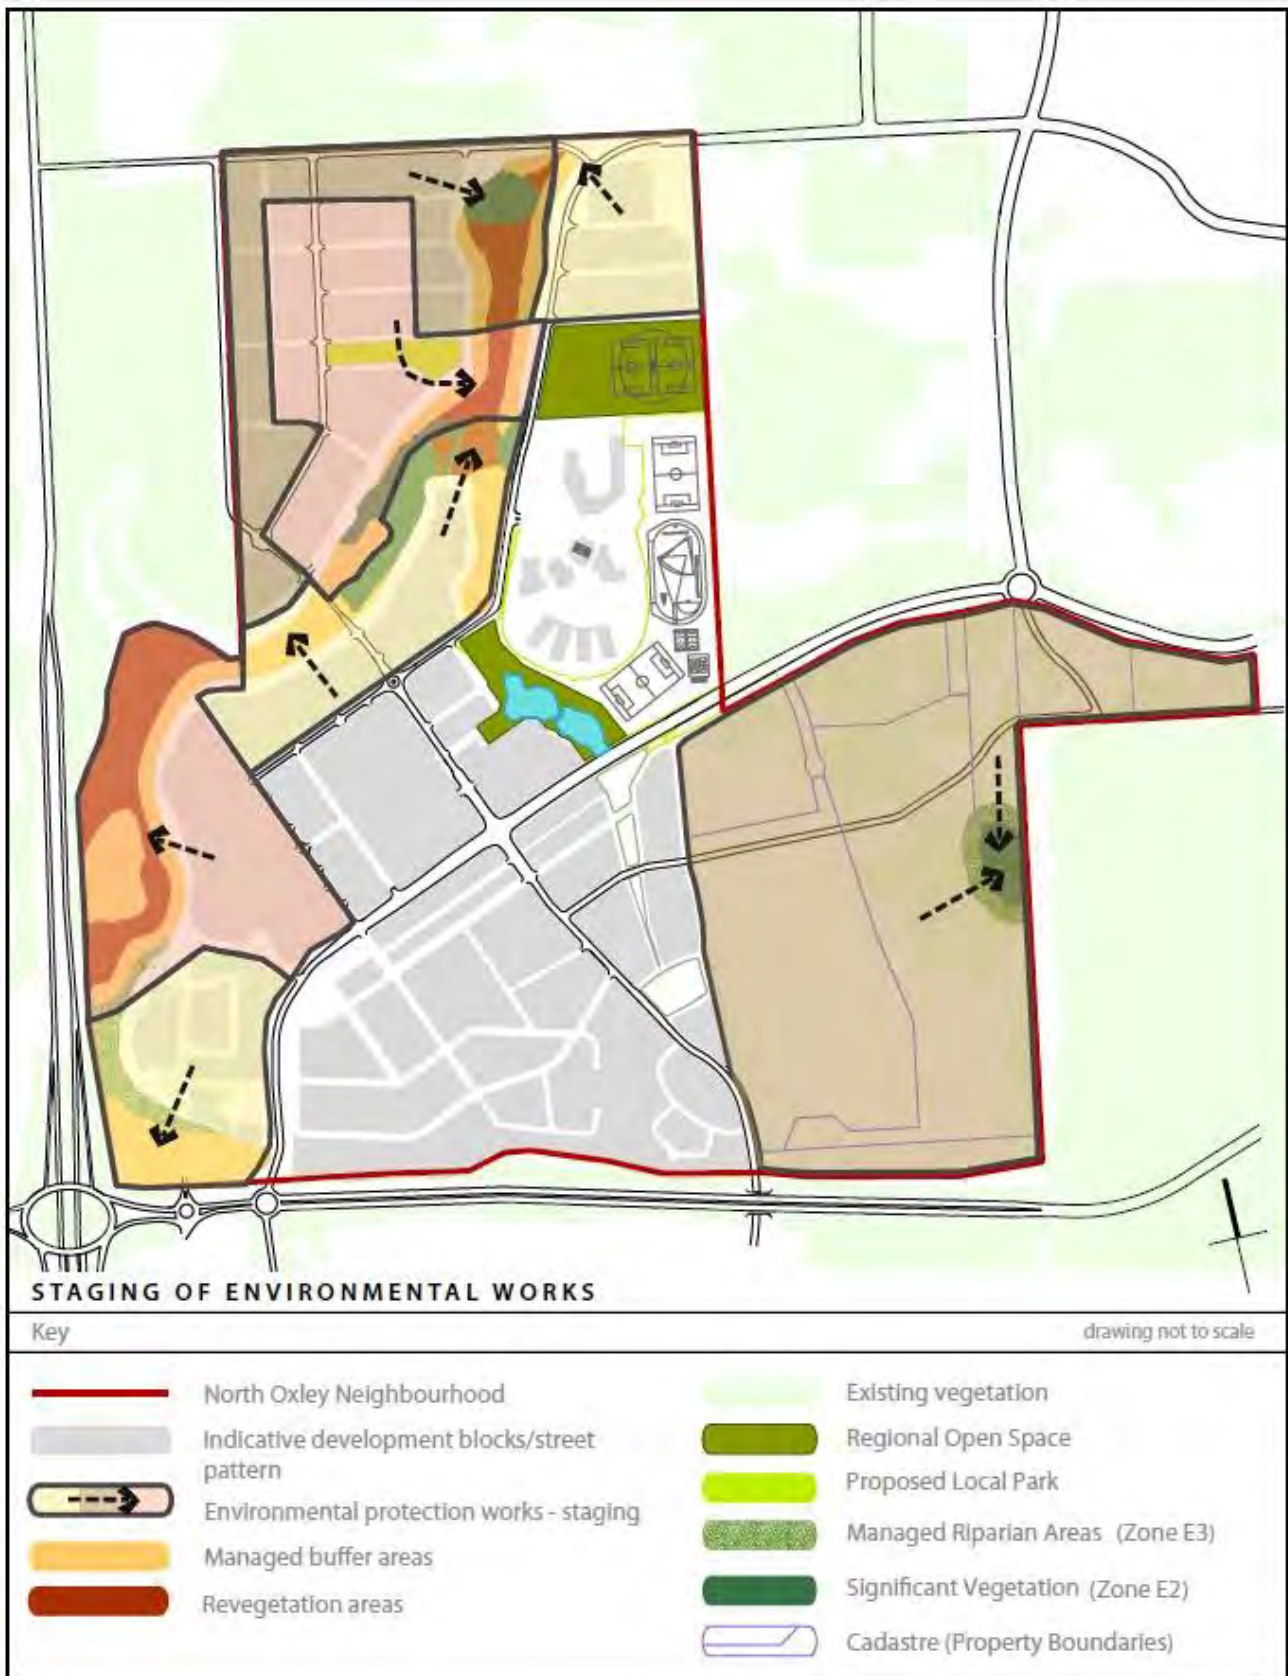 STAGING OF ENVIRONMENTAL WORKS
Key
drawing not to scale
North Oxley Neighbourhood
Indicative development blocks/street
pattern
Environmental protection works - staging
Managed buffer areas
Revegetation areas
Existing vegetation
Regional Open Space
Proposed Local Park
Managed Riparian Areas (Zone E3)
Significant Vegetation (Zone E2)
Cadastre (Property Boundaries)